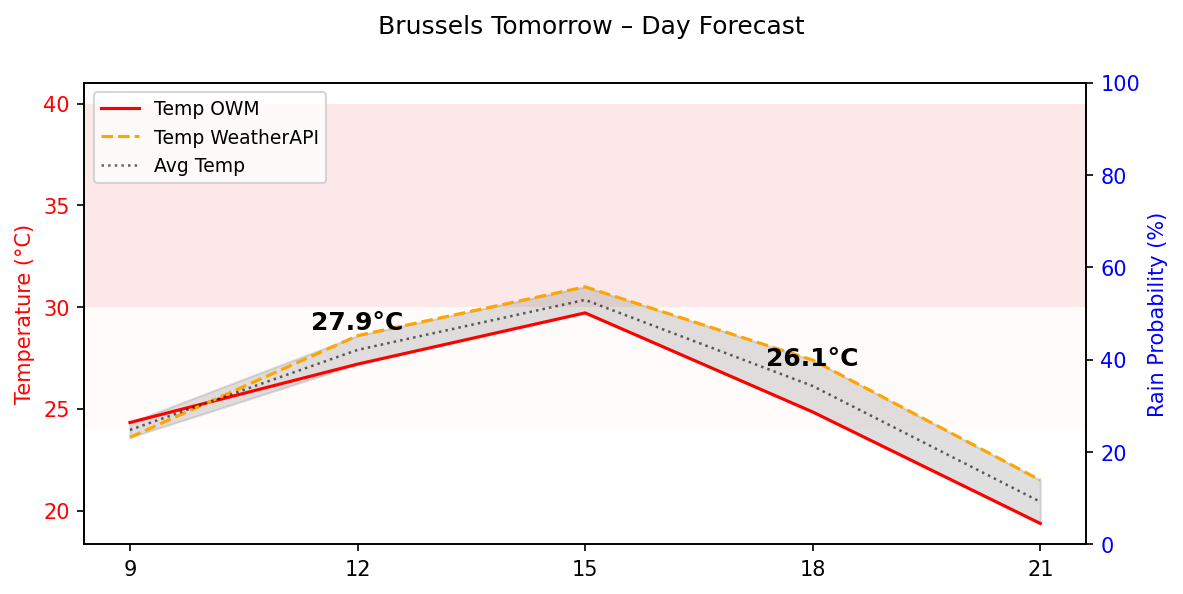 Brussels Tomorrow – Day Forecast
Temp OWM
Temp WeatherAPI
Avg Temp
Temperature (°C)
40
35
30
25
20
27.9°C
26.1°C
100
80
60
40
20
0
Rain Probability (%)
9 12 15 18 21